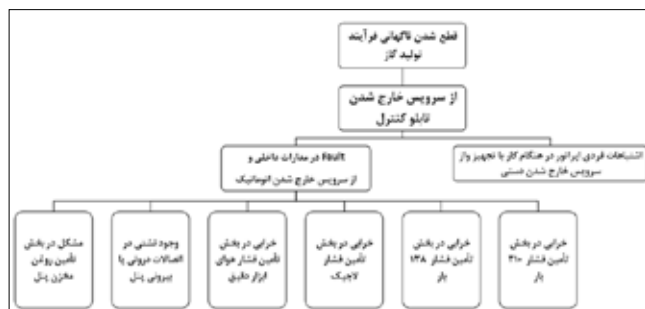 قطع شدن ناگهانی فرآیند
تولید گاز
از سرویس خارج شدن
تابلو کنترل
اشتباهات فردی اپراتور در هنگام کار با تجهیز واز
سرویس خارج شدن دستی
Fault در مدارات داخلی و
از سرویس خارج شدن اتوماتیک
خرابی در بخش
تأمین فشار ۲۱۰
بار
خرابی در بخش
تأمین فشار ۱۳۸
بار
خرابی در بخش
تأمین فشار
لاجیک
خرابی در بخش
تأمین فشار هوای
ابزار دقیق
وجود نشتی در
اتصالات درونی یا
بیرونی پنل
مشکل در بخش
تأمین روغن
مخزن پنل